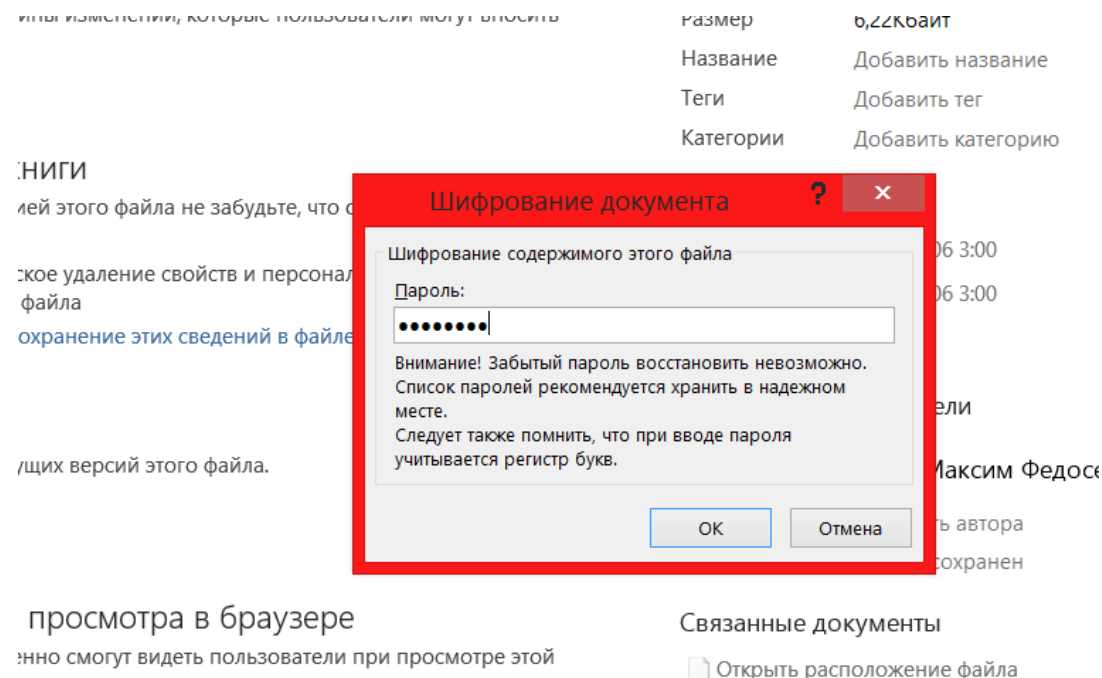 ины изменений, которые пользователи могут вносить
Размер 6,22Кбайт
Название Добавить название
Теги Добавить тег
Категории Добавить категорию
ниги
ией этого файла не забудьте, что
ское удаление свойств и персонал
файла
охранение этих сведений в файле
ущих версий этого файла.
Шифрование документа ? ×
Шифрование содержимого этого файла
Пароль:
••••••••
Внимание! Забытый пароль восстановить невозможно.
Список паролей рекомендуется хранить в надежном
месте.
Следует также помнить, что при вводе пароля
учитывается регистр букв.
ОК Отмена
06 3:00
06 3:00
ели
Максим Федосе
ь автора
сохранен
просмотра в браузере
енно смогут видеть пользователи при просмотре этой
Связанные документы
Открыть расположение файла